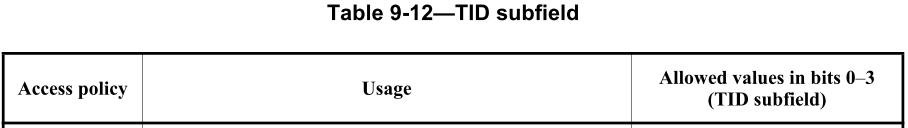 Table 9-12—TID subfield
Access policy
Usage
Allowed values in bits 0–3
(TID subfield)